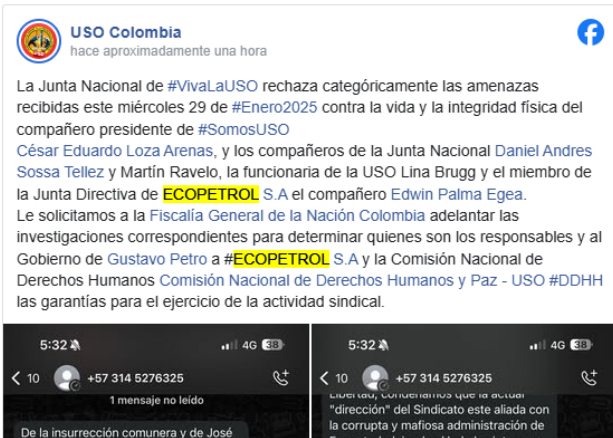 USO Colombia
hace aproximadamente una hora
La Junta Nacional de #VivaLaUSO rechaza categóricamente las amenazas
recibidas este miércoles 29 de #Enero2025 contra la vida y la integridad física del
compañero presidente de #SomosUSO
César Eduardo Loza Arenas, y los compañeros de la Junta Nacional Daniel Andres
Sossa Tellez y Martín Ravelo, la funcionaria de la USO Lina Brugg y el miembro de
la Junta Directiva de ECOPETROL S.A el compañero Edwin Palma Egea.
Le solicitamos a la Fiscalía General de la Nación Colombia adelantar las
investigaciones correspondientes para determinar quienes son los responsables y al
Gobierno de Gustavo Petro a #ECOPETROL S.A y la Comisión Nacional de
Derechos Humanos Comisión Nacional de Derechos Humanos y Paz - USO #DDHH
las garantías para el ejercicio de la actividad sindical.
5:32 4G 38
10 +57 314 5276325
1 mensaje no leído
De la insurrección comunera y de José
5:32 4G 38
10 +57 314 5276325
Libertad, condenamos que la actual
"dirección" del Sindicato este aliada con
la corrupta y mafiosa administración de